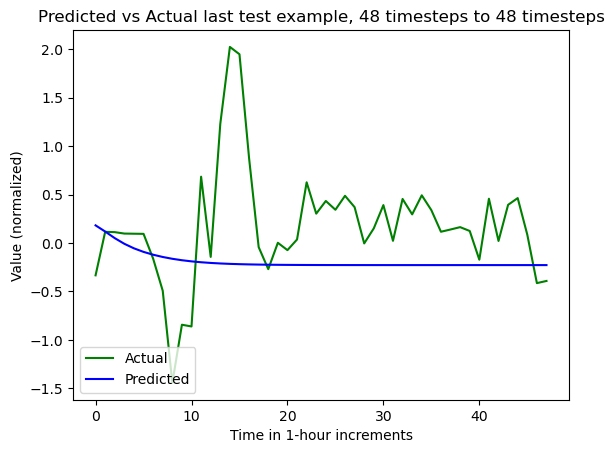 Predicted vs Actual last test example, 48 timesteps to 48 timesteps
2.0
1.5
1.0
0.5
0.0
−0.5
−1.0
−1.5
Value (normalized)
Actual
Predicted
0 10 20 30 40
Time in 1-hour increments